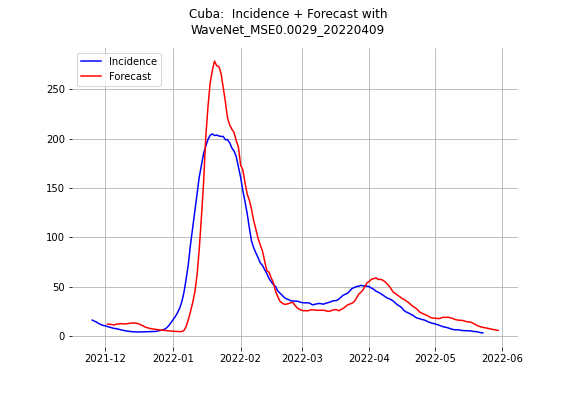 Cuba:  Incidence + Forecast with
WaveNet_MSE0.0029_20220409
Incidence
Forecast
250
200
150
100
50
0
2021-12 2022-01 2022-02 2022-03 2022-04 2022-05 2022-06